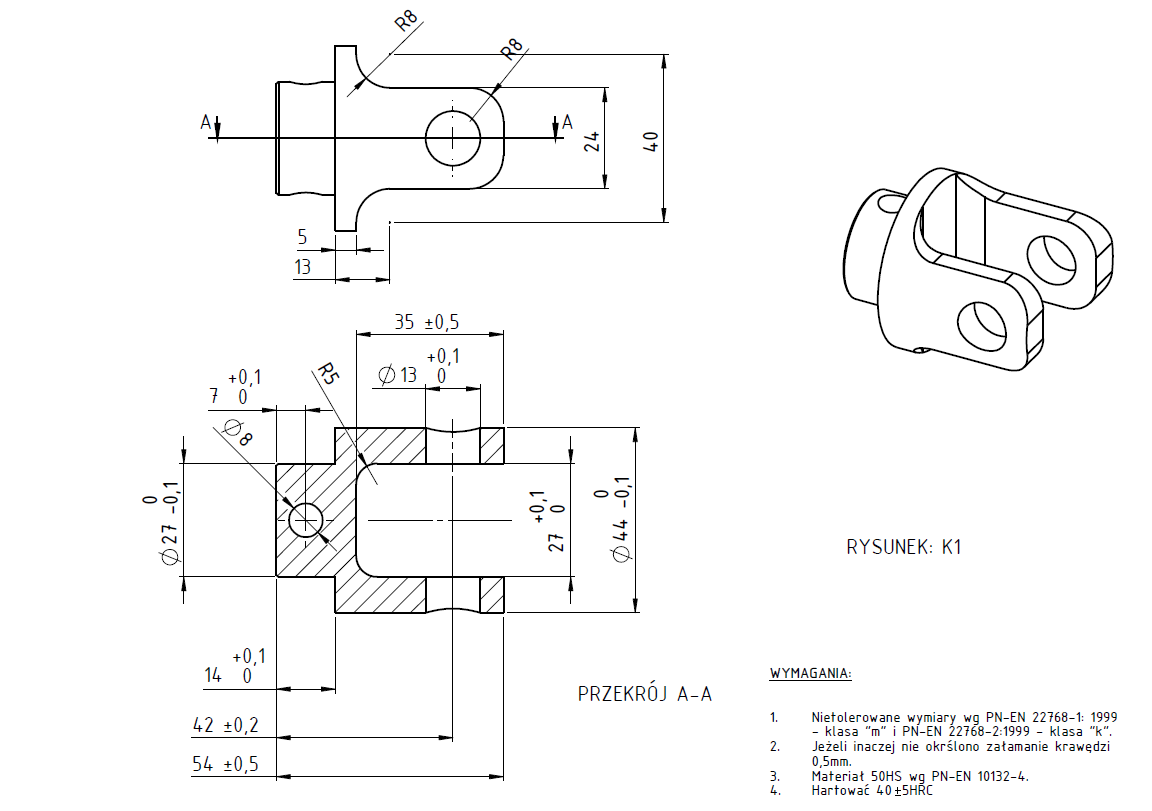 R8
R8
A
A
24
40
5
13
35 ±0,5
+0,1
⌀13 0
R5
+0,1
7 0
⌀8
0
⌀27 -0,1
+0,1
27 0
0
⌀44 -0,1
RYSUNEK: K1
+0,1
14 0
PRZEKRÓJ A-A
42 ±0,2
54 ±0,5
WYMAGANIA:
1. Nietolerowane wymiary wg PN-EN 22768-1: 1999
- klasa "m" i PN-EN 22768-2:1999 - klasa "k".
2. Jeżeli inaczej nie okrślono załamanie krawędzi
0,5mm.
3. Materiał 50HS wg PN-EN 10132-4.
4. Hartować 40±5HRC